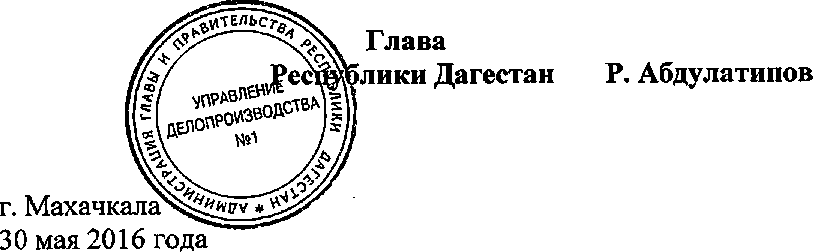 Глава
Республики Дагестан Р. Абдулатипов
АДМИНИСТРАЦИЯ ГЛАВЫ И ПРАВИТЕЛЬСТВА РЕСПУБЛИКИ ДАГЕСТАН *
УПРАВЛЕНИЕ
ДЕЛОПРОИЗВОДСТВА
№1
г. Махачкала
30 мая 2016 года